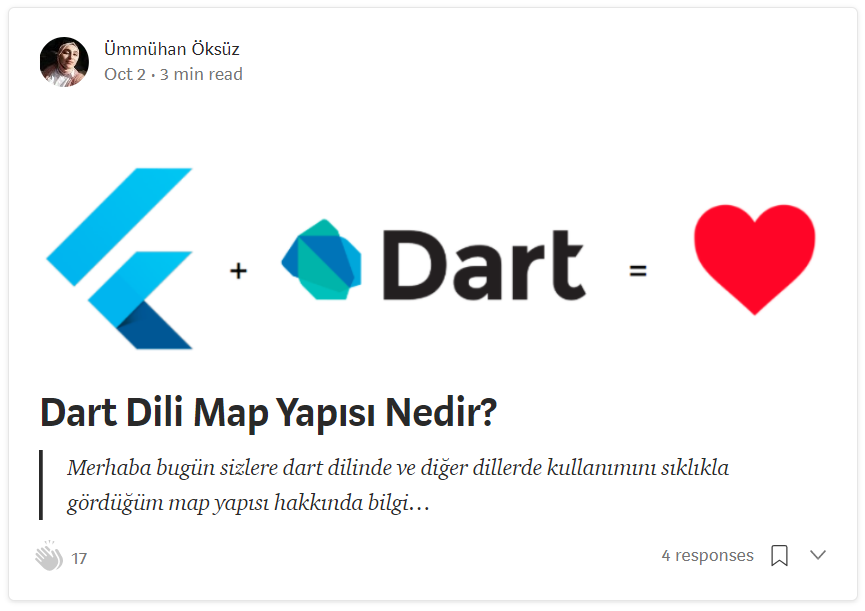 Ümmühan Öksüz
Oct 2 · 3 min read
+ Dart =
Dart Dili Map Yapısı Nedir?
Merhaba bugün sizlere dart dilinde ve diğer dillerde kullanımını sıklıkla
gördüğüm map yapısı hakkında bilgi…
17
4 responses